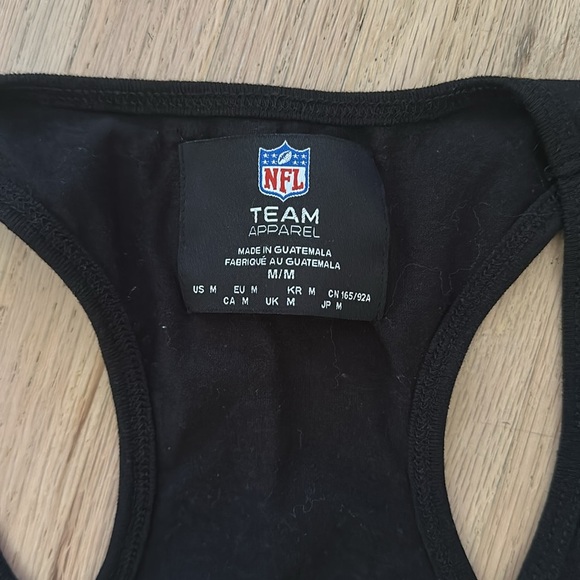 NFL
TEAM
APPAREL
MADE IN GUATEMALA
FABRIQUÉ AU GUATEMALA
M/M
US M EU M KR M CN 165/92A
CA M UK M JP M